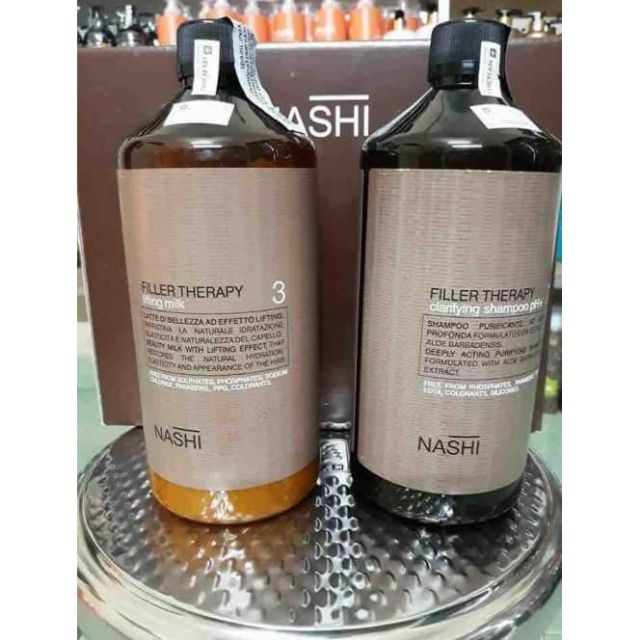 NASHI
FILLER THERAPY
lifting milk 3
LATTE DI BELLEZZA AD EFFETTO LIFTING,
RIPRISTINA LA NATURALE IDRATAZIONE,
ELASTICITÀ E NATURALEZZA DEL CAPELLO.
BEAUTY MILK WITH LIFTING EFFECT, THAT
RESTORES THE NATURAL HYDRATION,
ELASTICITY AND APPEARANCE OF THE HAIR
FREE FROM SULPHATES, PHOSPHATES, SODIUM
CHLORIDE, PARABENS, PPG, COLORANTS.
NASHI
FILLER THERAPY
clarifying shampoo pH+
SHAMPOO PURIFICANTE
PROFONDA FORMULATO CON
ALOE BARBADENSIS.
DEEPLY ACTING PURIFYING
FORMULATED WITH ALOE
EXTRACT.
FREE FROM PHOSPHATES,
EDTA, COLORANTS, SILICONES.
NASHI